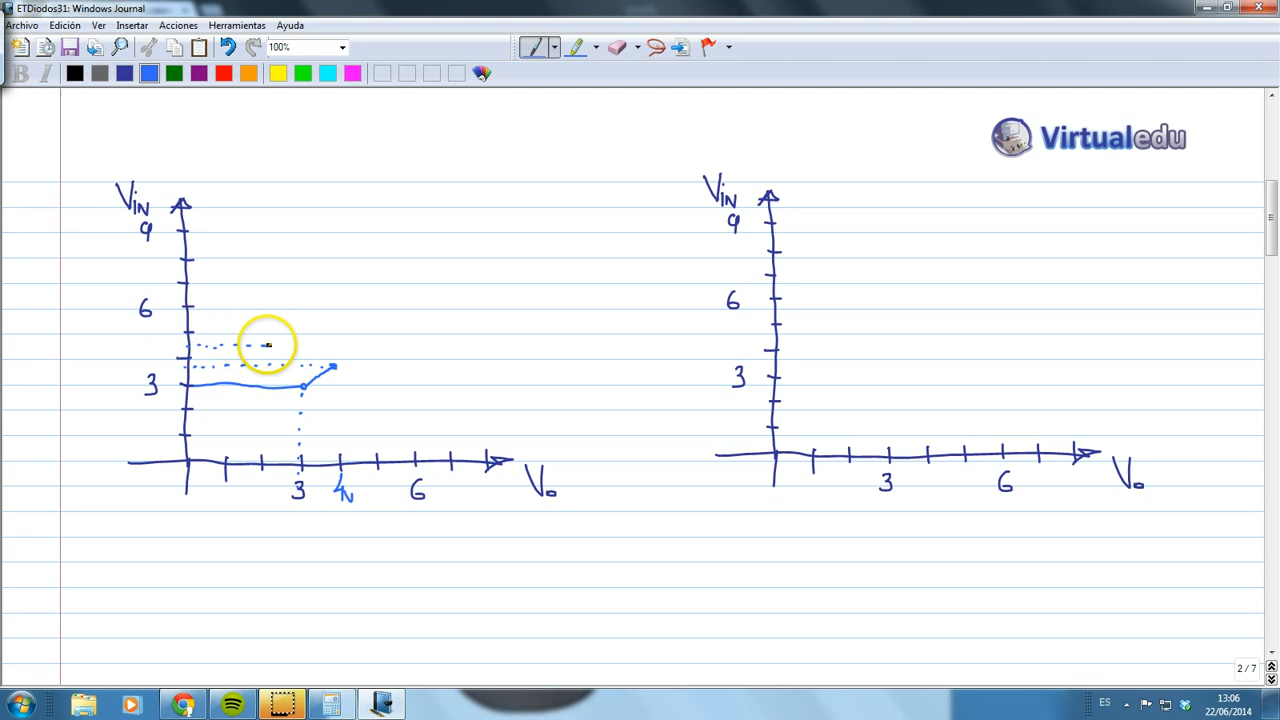 ETDiodos31: Windows Journal
Archivo Edición Ver Insertar Acciones Herramientas Ayuda
100%
Virtualedu
VIN
9
6
3
3 4 6
Vo
VIN
9
6
3
3 6
Vo
2 / 7
ES
13:06
22/06/2014